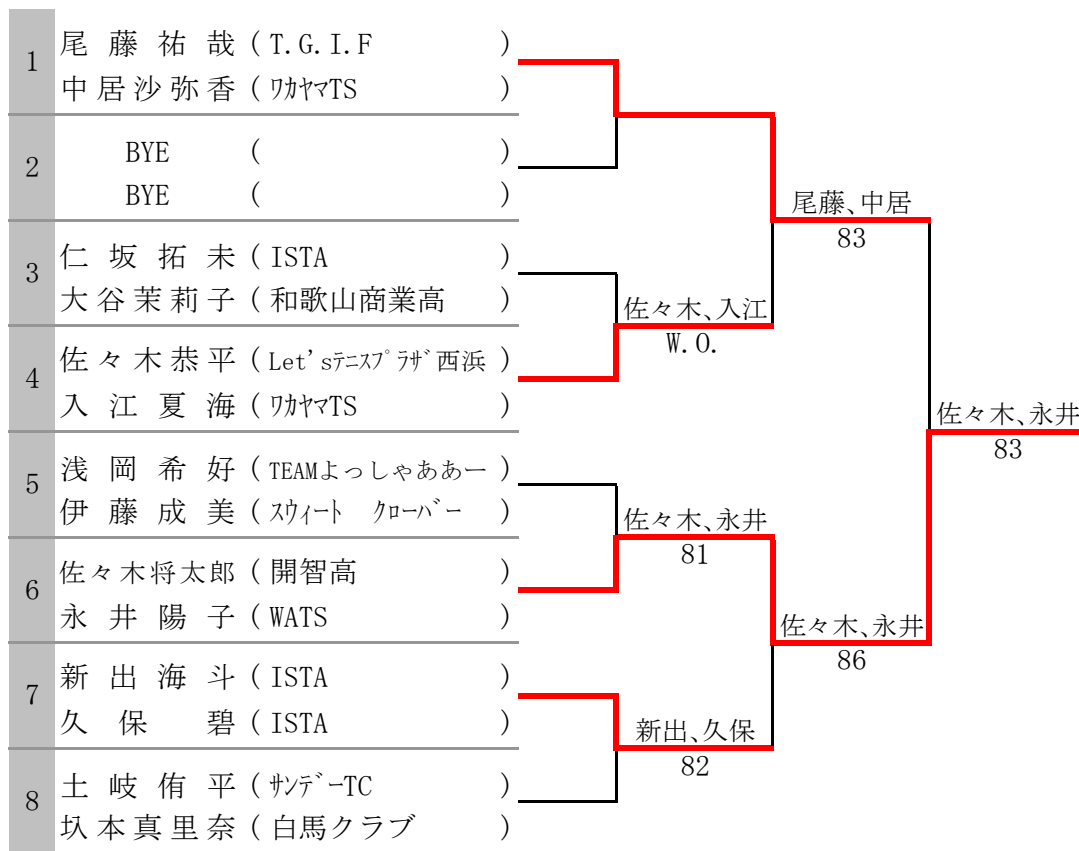 1
尾藤祐哉(T.G.I.F)
中居沙弥香(ワカヤマTS)
2
BYE ( )
BYE ( )
3
仁坂拓未(ISTA)
大谷茉莉子(和歌山商業高)
4
佐々木恭平(Let'sテニスプラザ西浜)
入江夏海(ワカヤマTS)
5
浅岡希好(TEAMよっしゃああー)
伊藤成美(スウィート クローバー)
6
佐々木将太郎(開智高)
永井陽子(WATS)
7
新出海斗(ISTA)
久保碧(ISTA)
8
土岐侑平(サンデーTC)
圦本真里奈(白馬クラブ)
佐々木、入江
W.O.
佐々木、永井
81
新出、久保
82
尾藤、中居
83
佐々木、永井
86
佐々木、永井
83